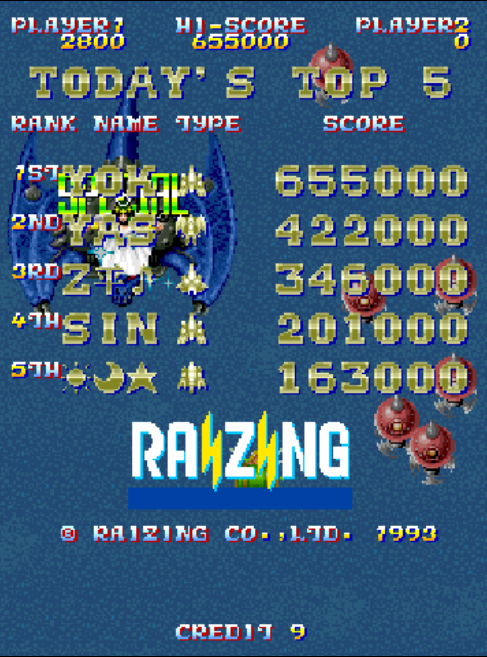 PLAYER1 HI-SCORE PLAYER2
2800 655000 0
TODAY'S TOP 5
RANK NAME TYPE SCORE
1ST YOK 655000
2ND YAS 422000
3RD 346000
4TH SIN 201000
5TH ☀☾★ 163000
RAIZING
© RAIZING CO.,LTD. 1993
CREDIT 9